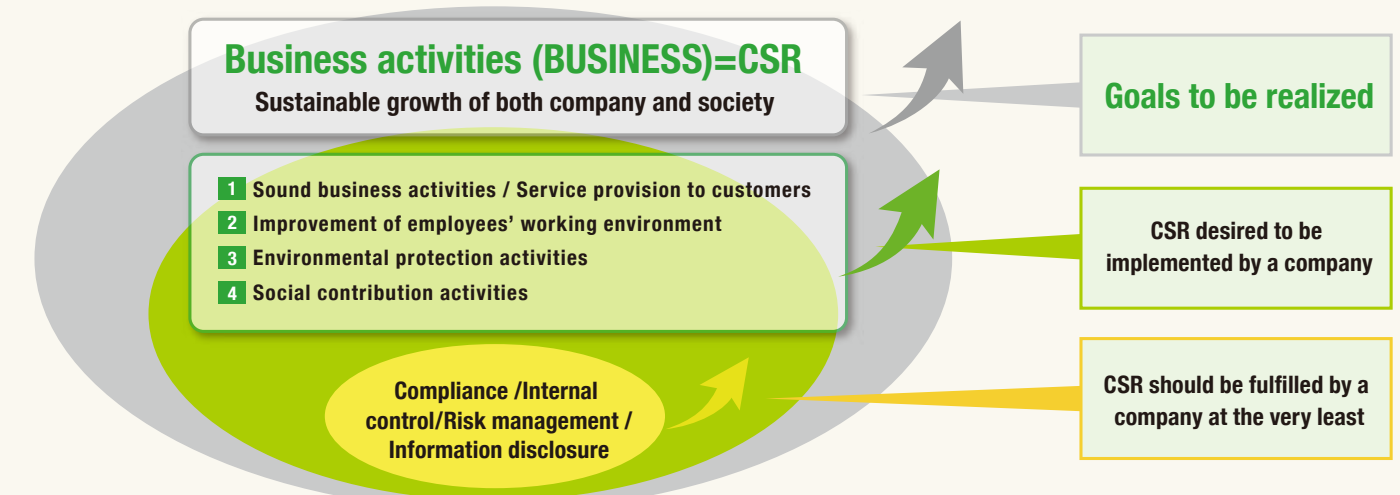 Business activities (BUSINESS)=CSR
Sustainable growth of both company and society
Goals to be realized
1 Sound business activities / Service provision to customers
2 Improvement of employees' working environment
3 Environmental protection activities
4 Social contribution activities
CSR desired to be
implemented by a company
Compliance /Internal
control/Risk management /
Information disclosure
CSR should be fulfilled by a
company at the very least